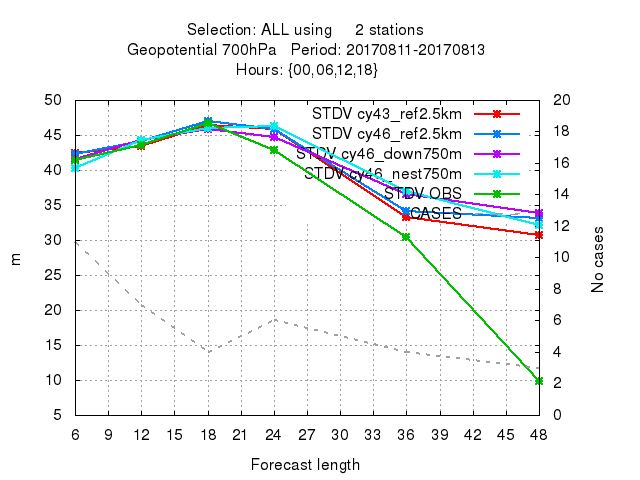 Selection: ALL using 2 stations
Geopotential 700hPa Period: 20170811-20170813
Hours: {00,06,12,18}
50 20
STDV cy43_ref2.5km
45 18
STDV cy46_ref2.5km
STDV cy46_down750m
40 16
STDV cy46_nest750m
35 14
STDV OBS
CASES
30 12
25 10
m
No cases
20 8
15 6
10 4
5 2
0
6 9 12 15 18 21 24 27 30 33 36 39 42 45 48
Forecast length